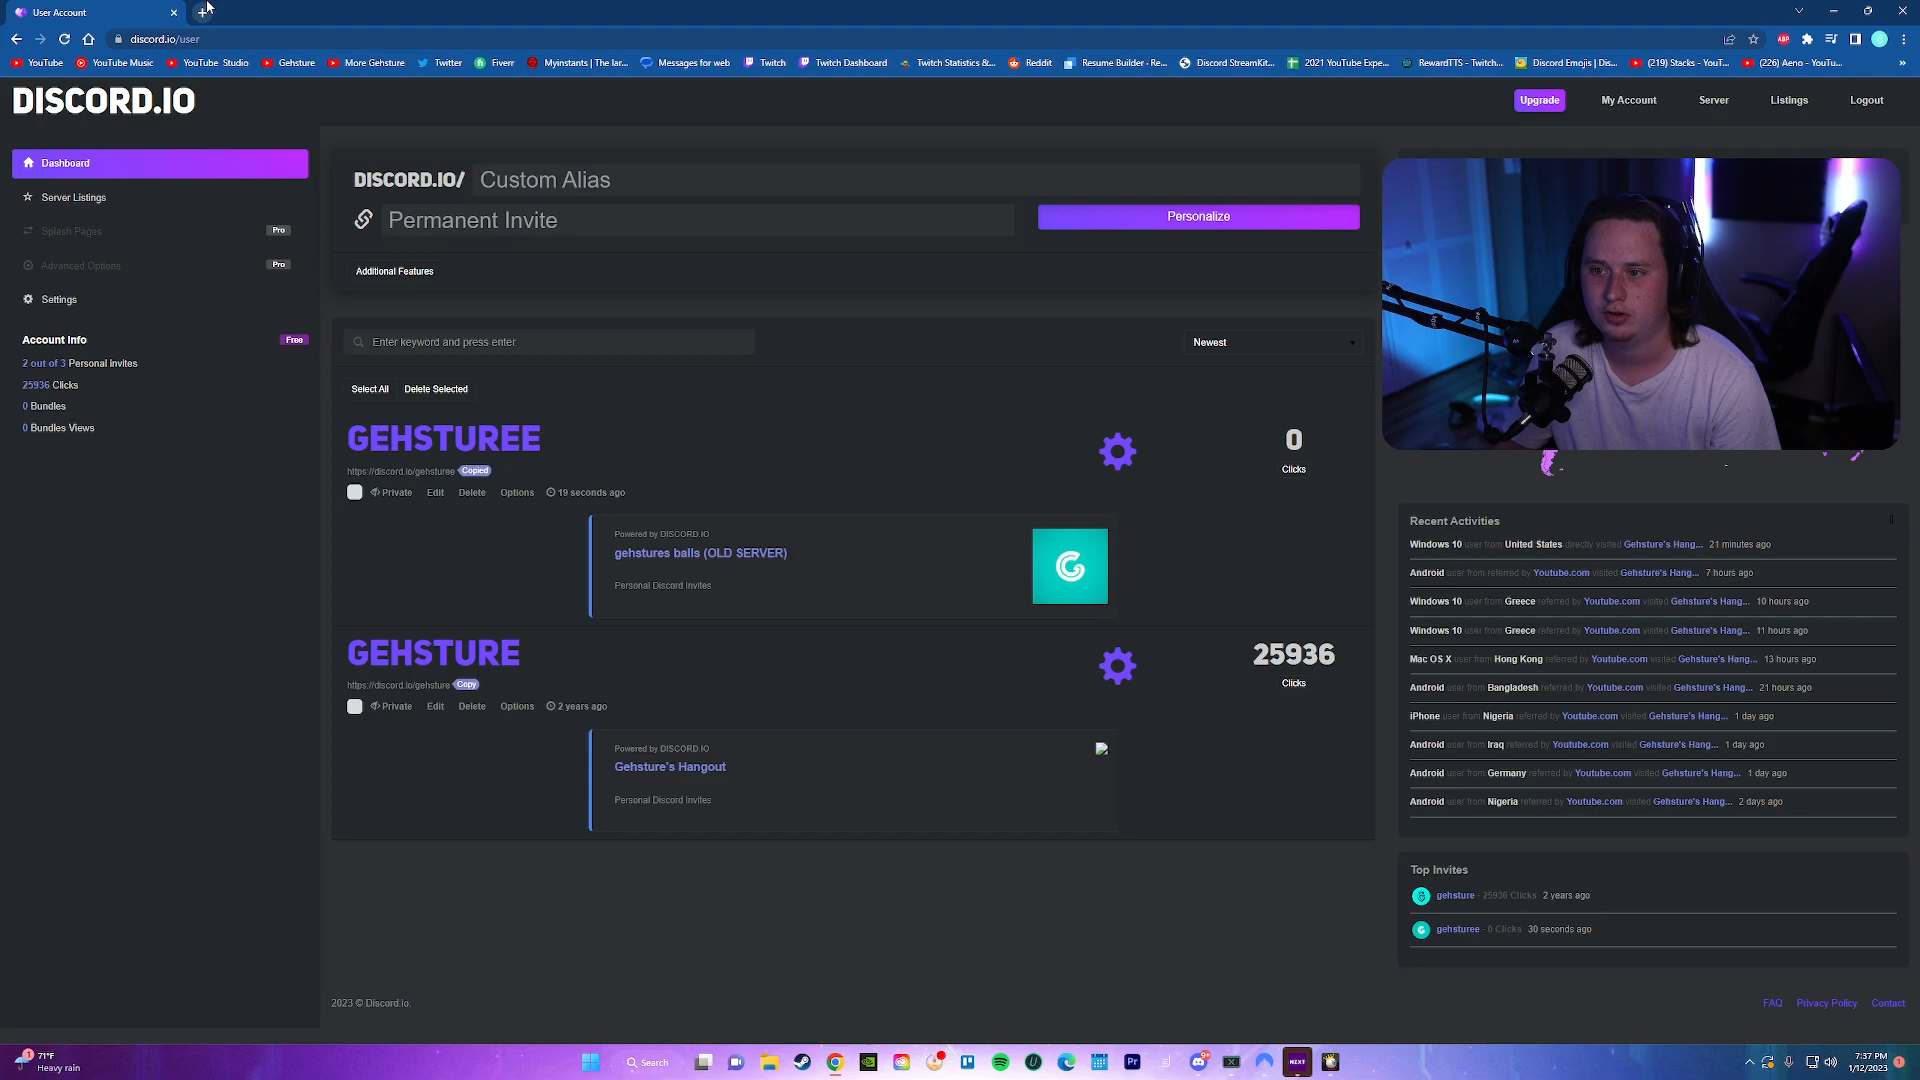 User Account
discord.io/user
YouTube
YouTube Music
YouTube Studio
Gehsture
More Gehsture
Twitter
Fiverr
Myinstants | The lar...
Messages for web
Twitch
Twitch Dashboard
Twitch Statistics &...
Reddit
Resume Builder - Re...
Discord StreamKit...
2021 YouTube Expe...
RewardTTS - Twitch...
Discord Emojis | Dis...
(219) Stacks - YouT...
(226) Aeno - YouTu...
DISCORD.IO
Upgrade
My Account
Server
Listings
Logout
Dashboard
Server Listings
Splash Pages
Pro
Advanced Options
Pro
Settings
Account Info
Free
2 out of 3 Personal invites
25936 Clicks
0 Bundles
0 Bundles Views
DISCORD.IO/ Custom Alias
Permanent Invite
Personalize
Additional Features
Enter keyword and press enter.
Newest
Select All
Delete Selected
GEHSTUREE
https://discord.io/gehsturee Copied
Private Edit Delete Options 19 seconds ago
0
Clicks
Powered by DISCORD.IO
gehstures balls (OLD SERVER)
Personal Discord Invites
GEHSTURE
https://discord.io/gehsture Copy
Private Edit Delete Options 2 years ago
25936
Clicks
Powered by DISCORD.IO
Gehsture's Hangout
Personal Discord Invites
Recent Activities
Windows 10 user from United States directly visited Gehsture's Hang... 21 minutes ago
Android user from referred by Youtube.com visited Gehsture's Hang... 7 hours ago
Windows 10 user from Greece referred by Youtube.com visited Gehsture's Hang... 10 hours ago
Windows 10 user from Greece referred by Youtube.com visited Gehsture's Hang... 11 hours ago
Mac OS X user from Hong Kong referred by Youtube.com visited Gehsture's Hang... 13 hours ago
Android user from Bangladesh referred by Youtube.com visited Gehsture's Hang... 21 hours ago
iPhone user from Nigeria referred by Youtube.com visited Gehsture's Hang... 1 day ago
Android user from Iraq referred by Youtube.com visited Gehsture's Hang... 1 day ago
Android user from Germany referred by Youtube.com visited Gehsture's Hang... 1 day ago
Android user from Nigeria referred by Youtube.com visited Gehsture's Hang... 2 days ago
Top Invites
gehsture - 25936 Clicks 2 years ago
gehsturee - 0 Clicks 30 seconds ago
2023 © Discord.Io.
FAQ
Privacy Policy
Contact
71°F
Heavy rain
Search
7:37 PM
1/12/2023